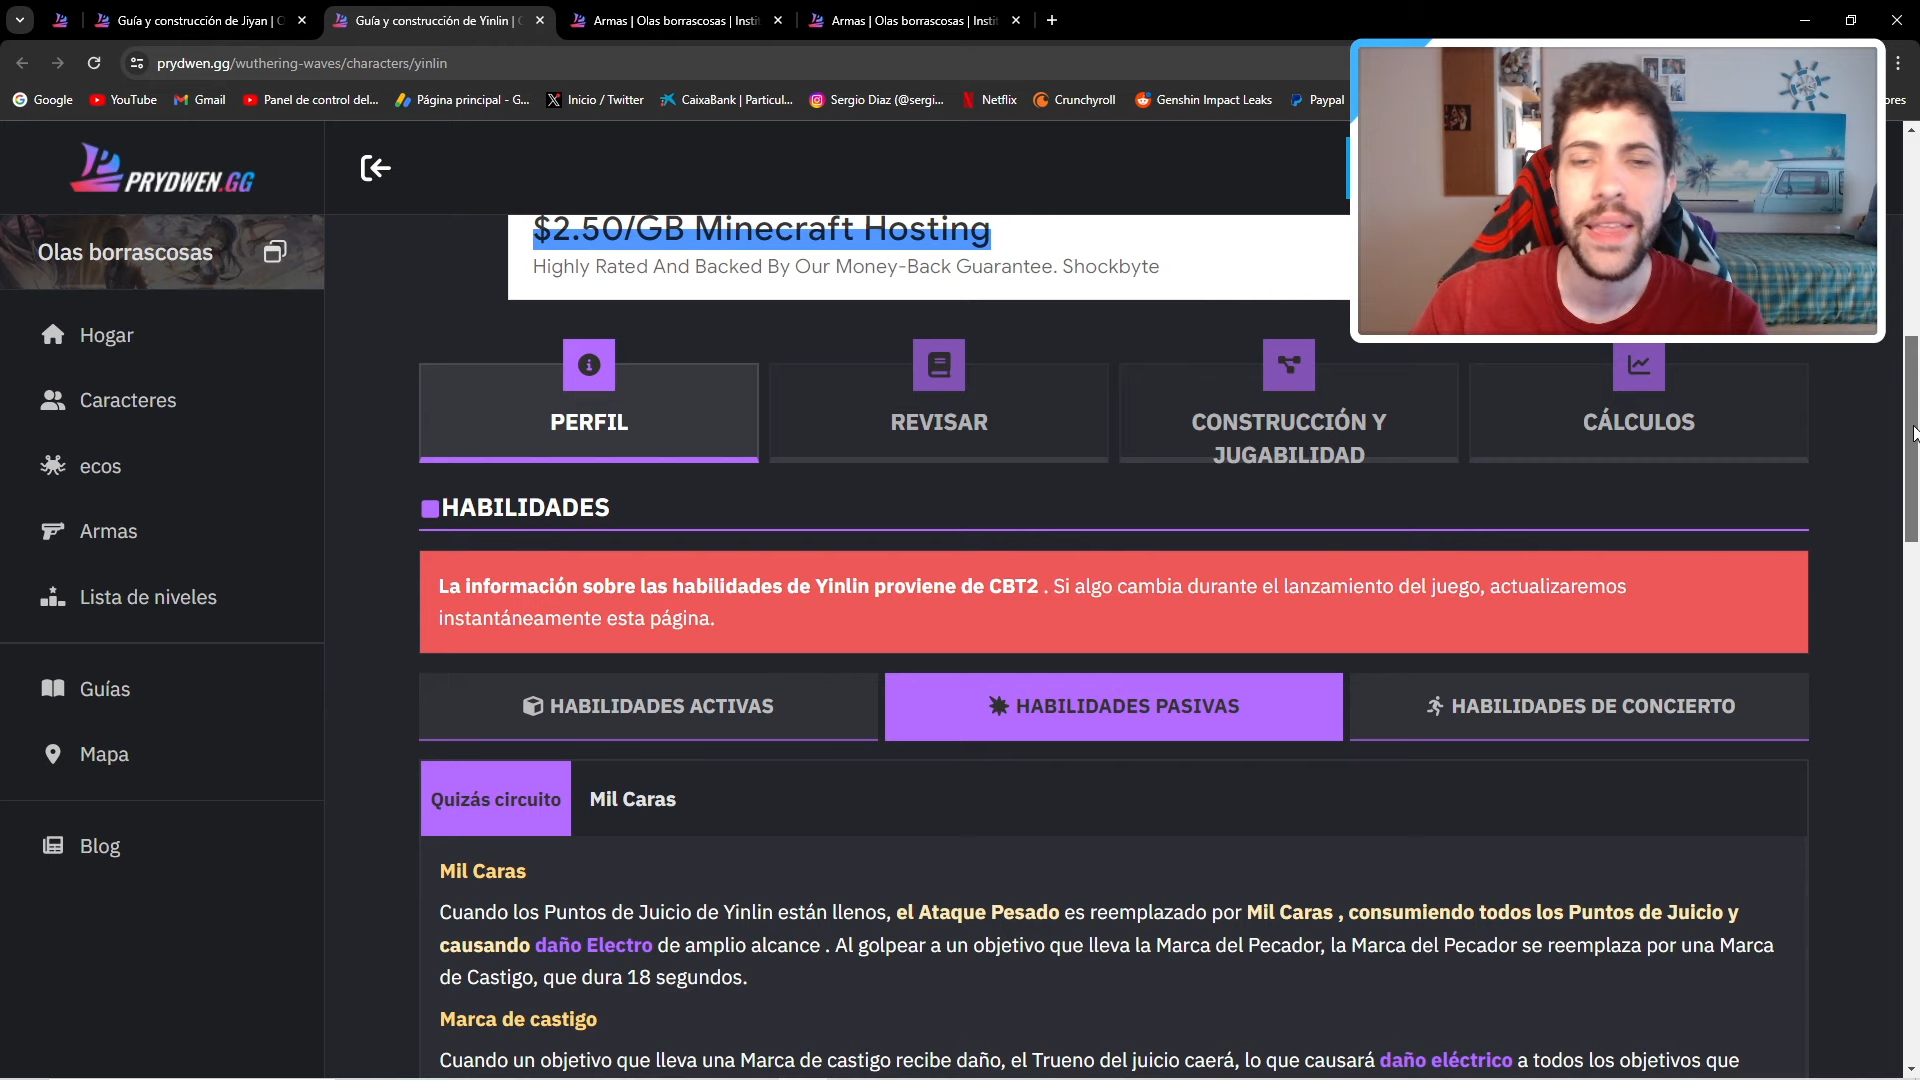 Guía y construcción de Jiyan |
Guía y construcción de Yinlin |
Armas | Olas borrascosas | Insti
Armas | Olas borrascosas | Insti
prydwen.gg/wuthering-waves/characters/yinlin
Google
YouTube
Gmail
Panel de control del...
Página principal - G...
Inicio / Twitter
CaixaBank | Particul...
Sergio Diaz (@sergi...
Netflix
Crunchyroll
Genshin Impact Leaks
Paypal
PRYDWEN.GG
Olas borrascosas
Hogar
Caracteres
ecos
Armas
Lista de niveles
Guías
Mapa
Blog
$2.50/GB Minecraft Hosting
Highly Rated And Backed By Our Money-Back Guarantee. Shockbyte
PERFIL
REVISAR
CONSTRUCCIÓN Y
JUGABILIDAD
CÁLCULOS
HABILIDADES
La información sobre las habilidades de Yinlin proviene de CBT2 . Si algo cambia durante el lanzamiento del juego, actualizaremos
instantáneamente esta página.
HABILIDADES ACTIVAS
HABILIDADES PASIVAS
HABILIDADES DE CONCIERTO
Quizás circuito
Mil Caras
Mil Caras
Cuando los Puntos de Juicio de Yinlin están llenos, el Ataque Pesado es reemplazado por Mil Caras , consumiendo todos los Puntos de Juicio y
causando daño Electro de amplio alcance . Al golpear a un objetivo que lleva la Marca del Pecador, la Marca del Pecador se reemplaza por una Marca
de Castigo, que dura 18 segundos.
Marca de castigo
Cuando un objetivo que lleva una Marca de castigo recibe daño, el Trueno del juicio caerá, lo que causará daño eléctrico a todos los objetivos que